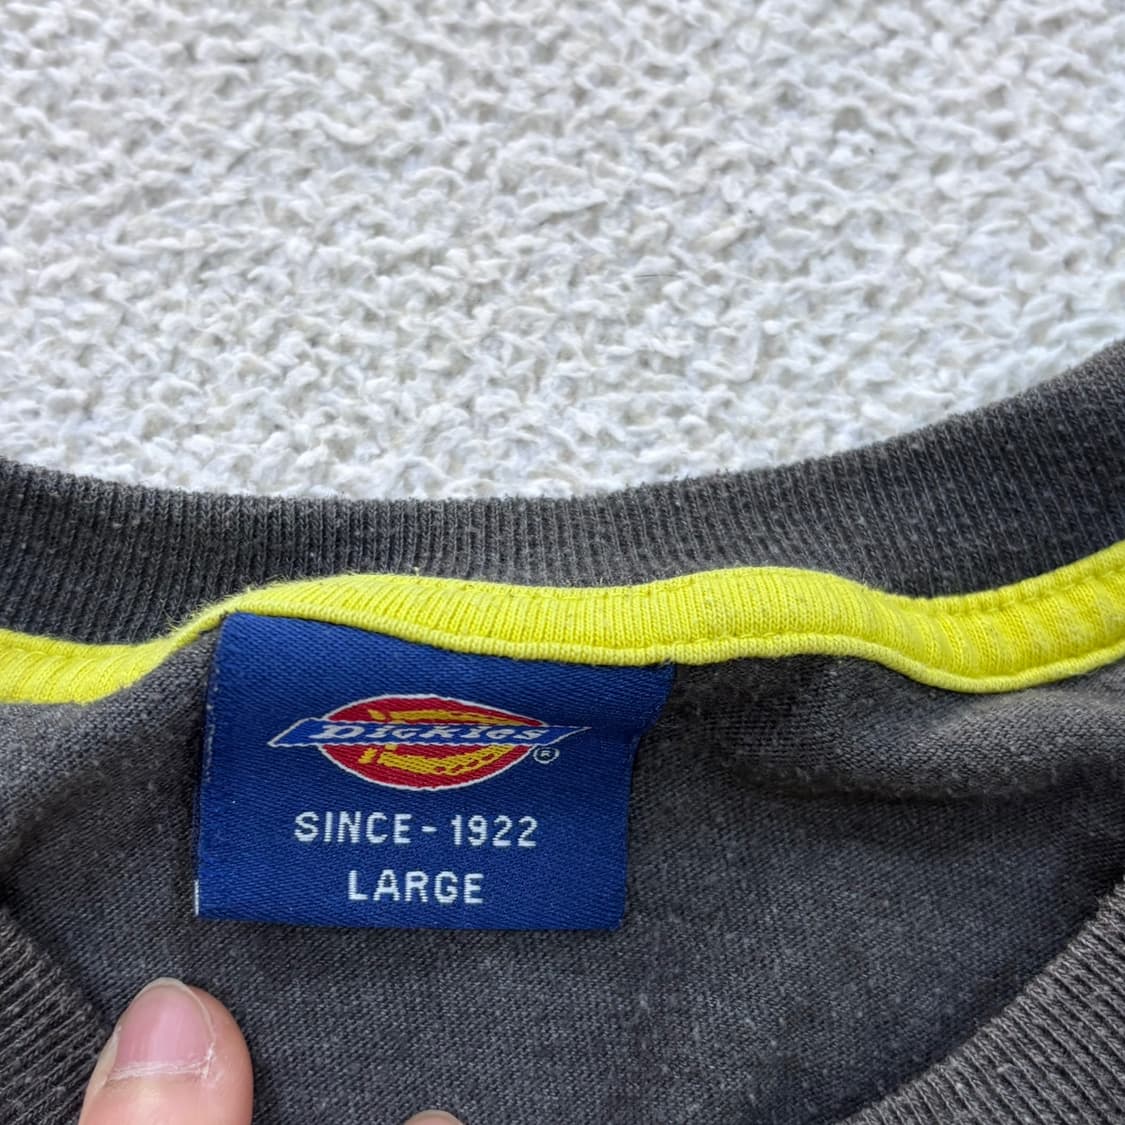 Dickies
®
SINCE - 1922
LARGE